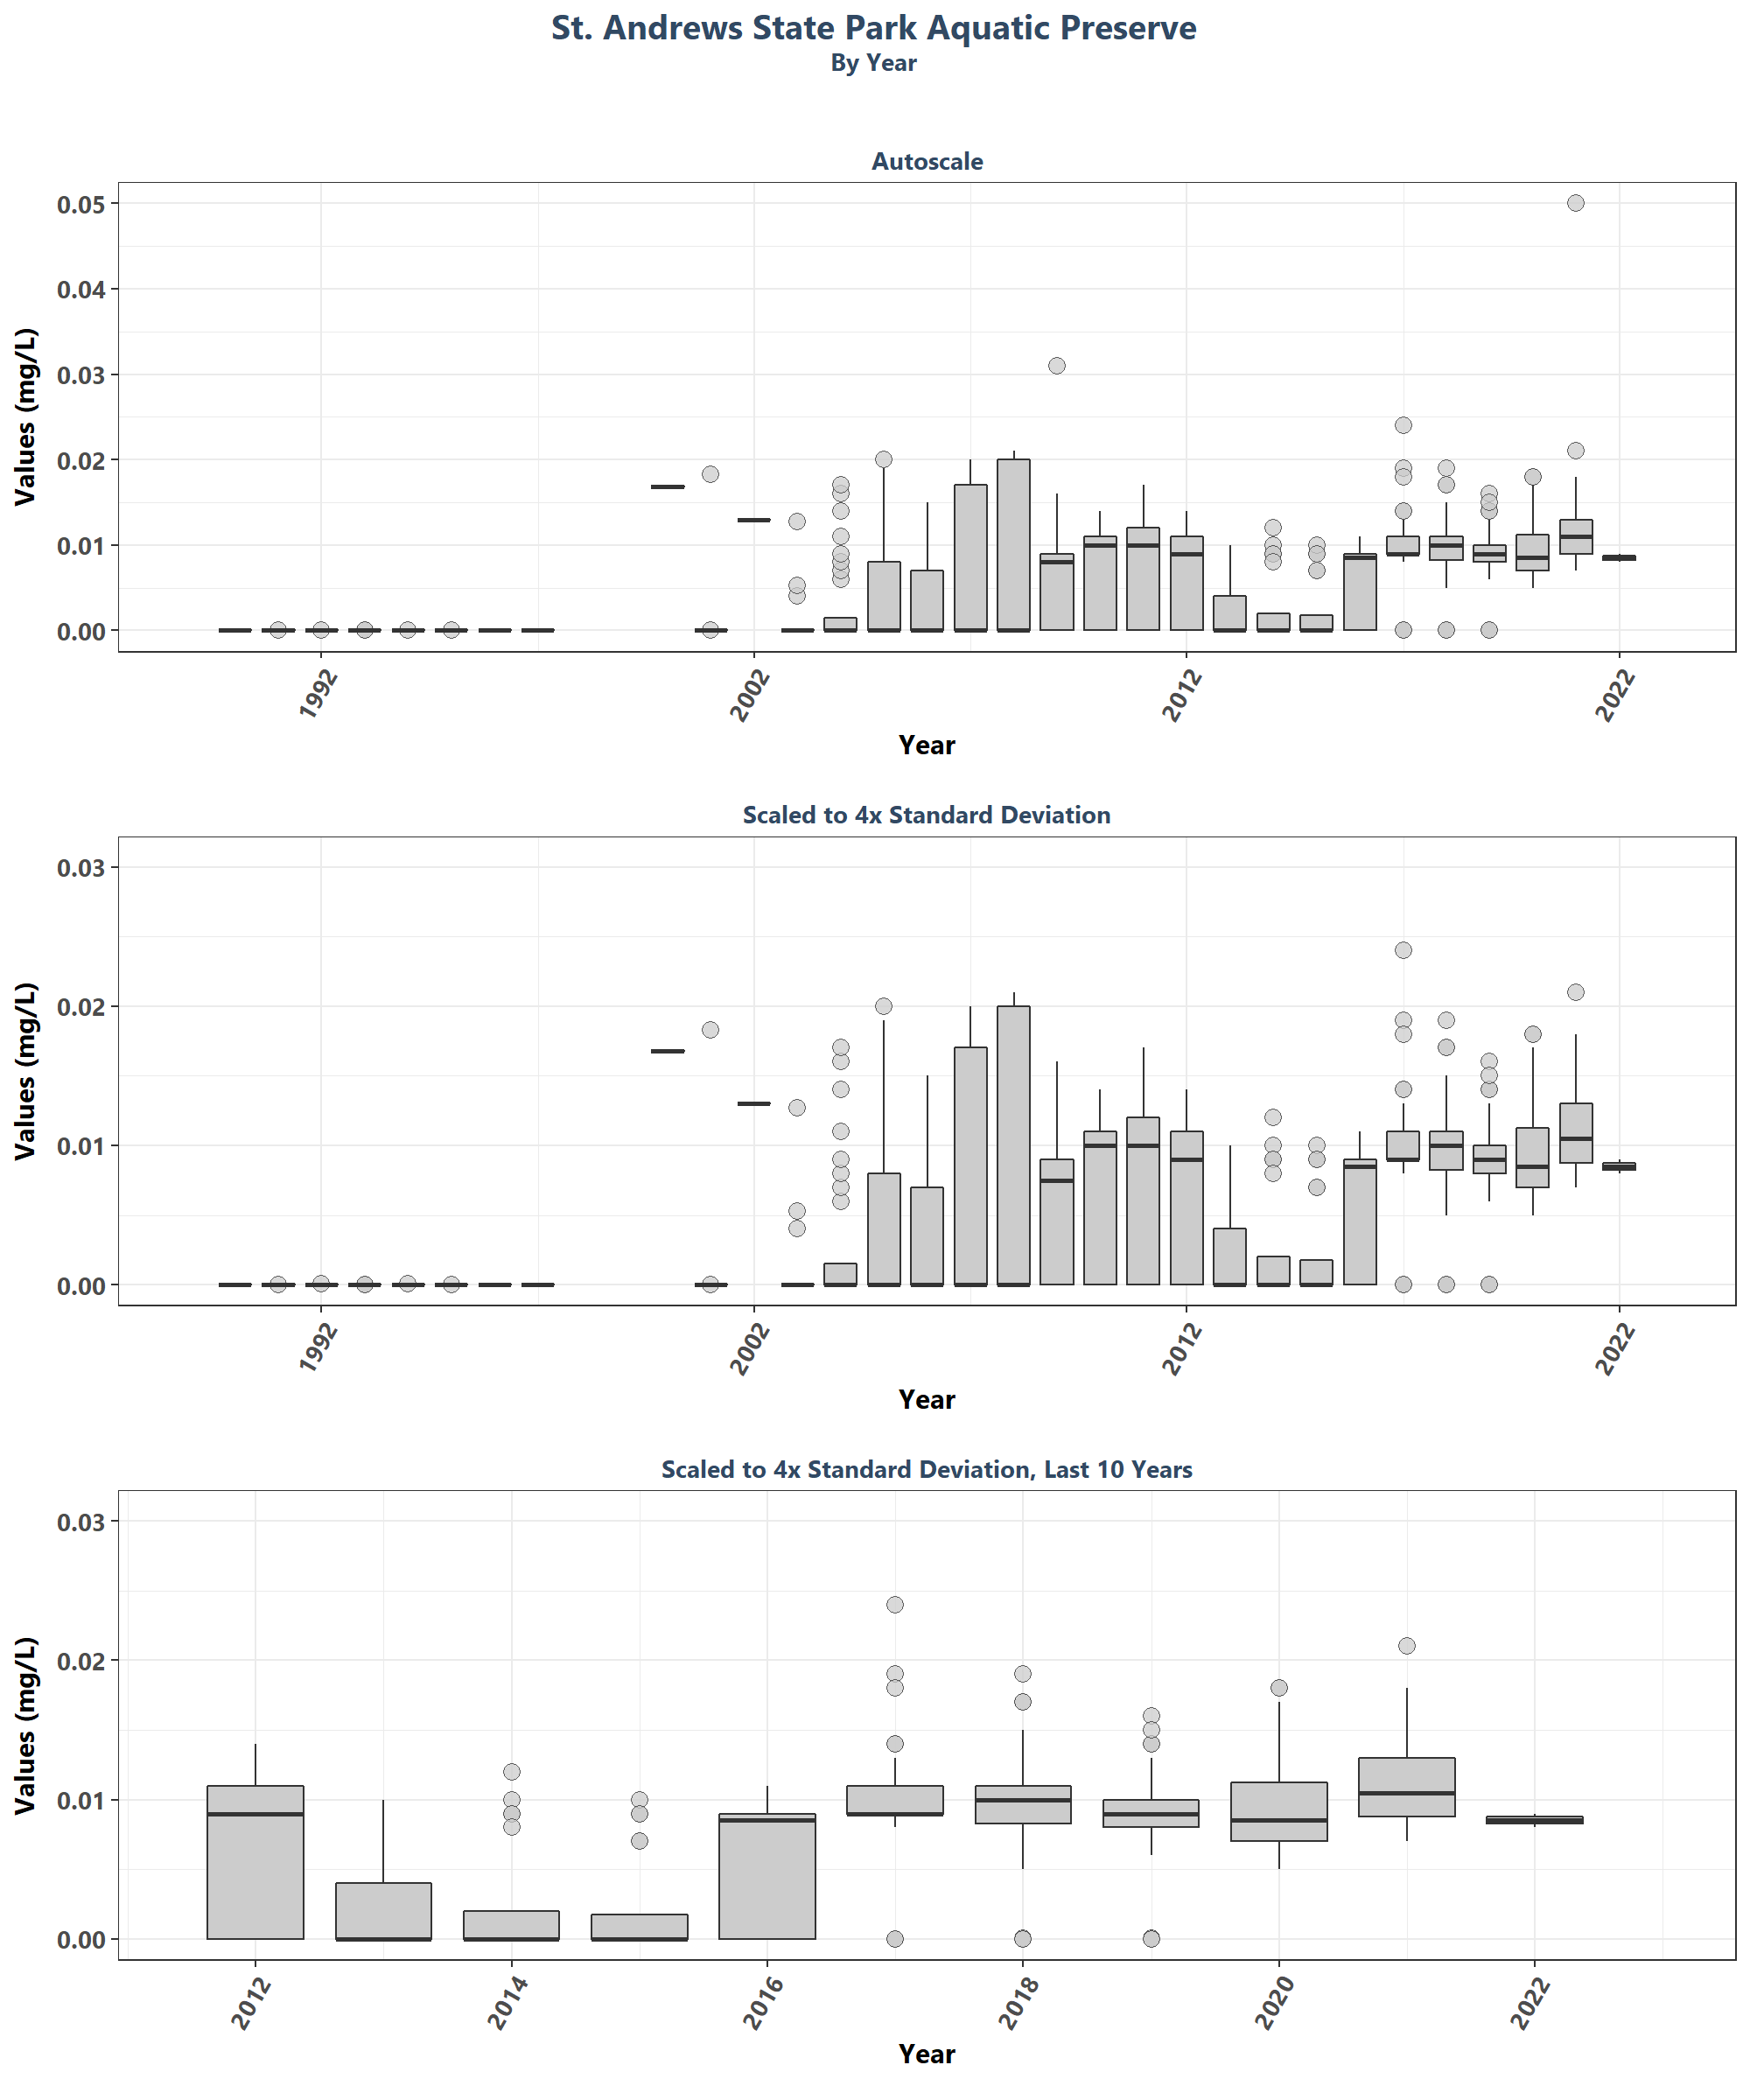 St. Andrews State Park Aquatic Preserve
By Year
Autoscale
Values (mg/L)
0.05
0.04
0.03
0.02
0.01
0.00
1992
2002
2012
2022
Year
Scaled to 4x Standard Deviation
Values (mg/L)
0.03
0.02
0.01
0.00
1992
2002
2012
2022
Year
Scaled to 4x Standard Deviation, Last 10 Years
Values (mg/L)
0.03
0.02
0.01
0.00
2012
2014
2016
2018
2020
2022
Year